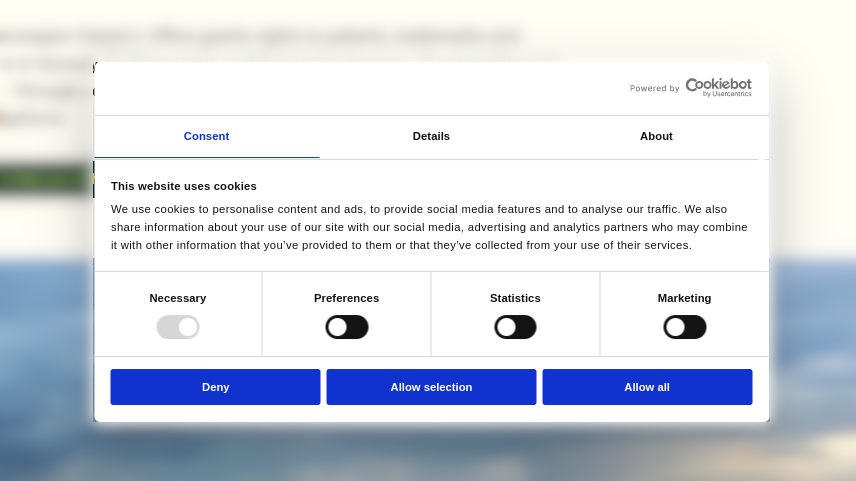 Powered by Cookiebot
by Usercentrics
Consent Details About
This website uses cookies
We use cookies to personalise content and ads, to provide social media features and to analyse our traffic. We also
share information about your use of our site with our social media, advertising and analytics partners who may combine
it with other information that you’ve provided to them or that they’ve collected from your use of their services.
Necessary Preferences Statistics Marketing
Deny Allow selection Allow all